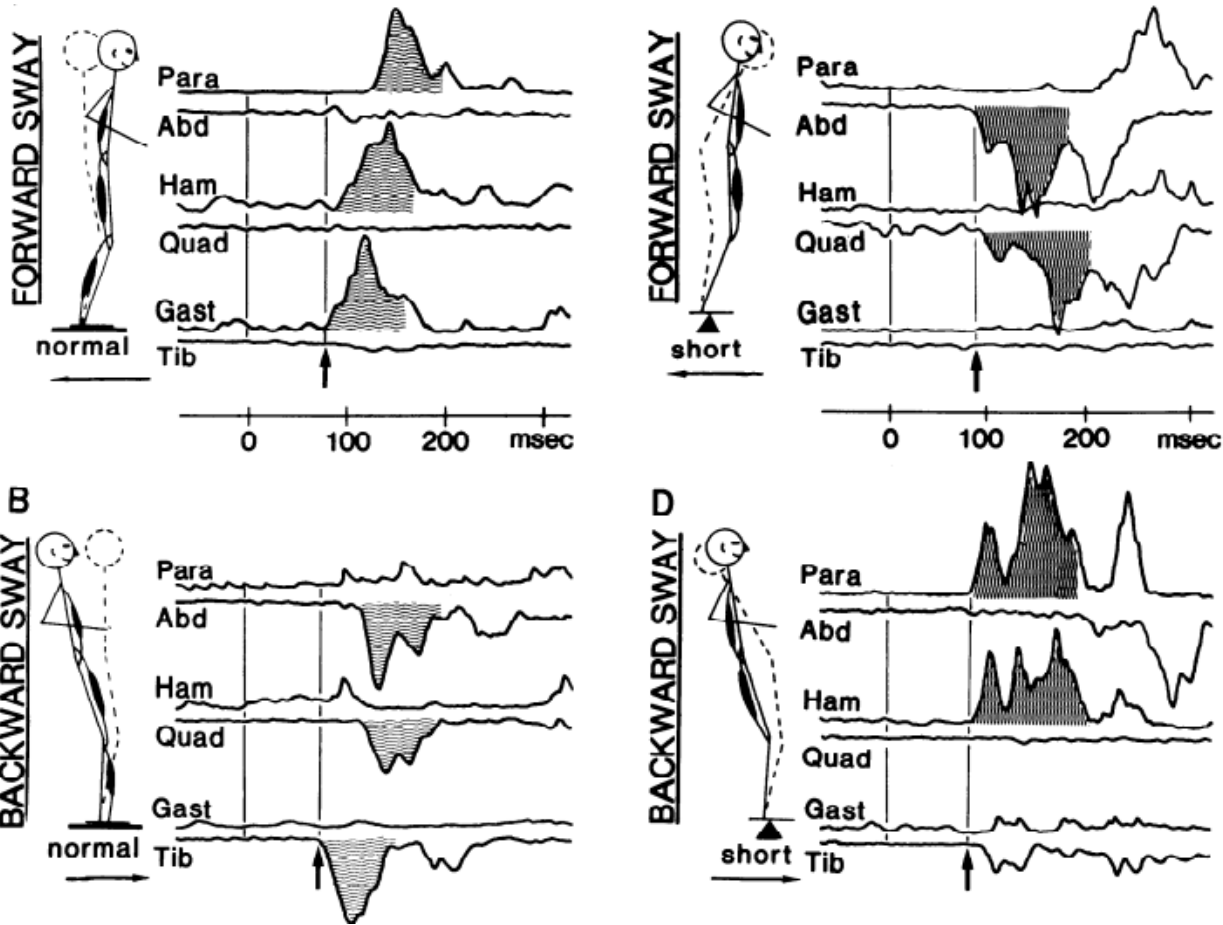 FORWARD SWAY
Para
Abd
Ham
Quad
Gast
Tib
normal
0 100 200 msec
FORWARD SWAY
Para
Abd
Ham
Quad
Gast
Tib
short
0 100 200 msec
B
BACKWARD SWAY
Para
Abd
Ham
Quad
Gast
Tib
normal
D
BACKWARD SWAY
Para
Abd
Ham
Quad
Gast
Tib
short